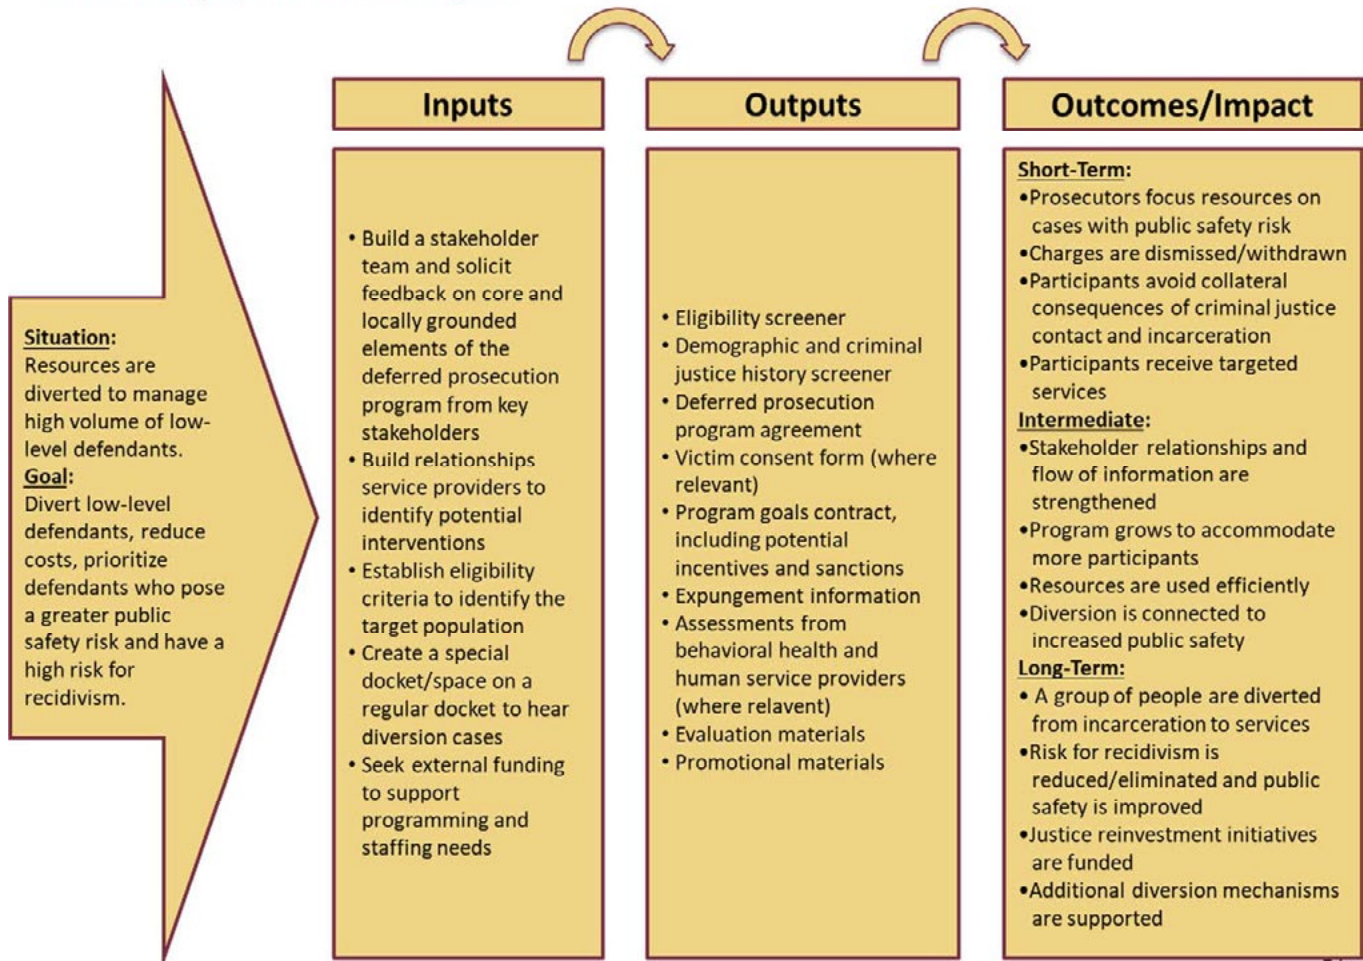 Inputs
Outputs
Outcomes/Impact
Situation:
Resources are
diverted to manage
high volume of low-
level defendants.
Goal:
Divert low-level
defendants, reduce
costs, prioritize
defendants who pose
a greater public
safety risk and have a
high risk for
recidivism.
• Build a stakeholder
team and solicit
feedback on core and
locally grounded
elements of the
deferred prosecution
program from key
stakeholders
• Build relationships
service providers to
identify potential
interventions
• Establish eligibility
criteria to identify the
target population
• Create a special
docket/space on a
regular docket to hear
diversion cases
• Seek external funding
to support
programming and
staffing needs
• Eligibility screener
• Demographic and criminal
justice history screener
• Deferred prosecution
program agreement
• Victim consent form (where
relevant)
• Program goals contract,
including potential
incentives and sanctions
• Expungement information
• Assessments from
behavioral health and
human service providers
(where relavent)
• Evaluation materials
• Promotional materials
Short-Term:
•Prosecutors focus resources on
cases with public safety risk
•Charges are dismissed/withdrawn
•Participants avoid collateral
consequences of criminal justice
contact and incarceration
•Participants receive targeted
services
Intermediate:
•Stakeholder relationships and
flow of information are
strengthened
•Program grows to accommodate
more participants
•Resources are used efficiently
•Diversion is connected to
increased public safety
Long-Term:
• A group of people are diverted
from incarceration to services
•Risk for recidivism is
reduced/eliminated and public
safety is improved
•Justice reinvestment initiatives
are funded
•Additional diversion mechanisms
are supported